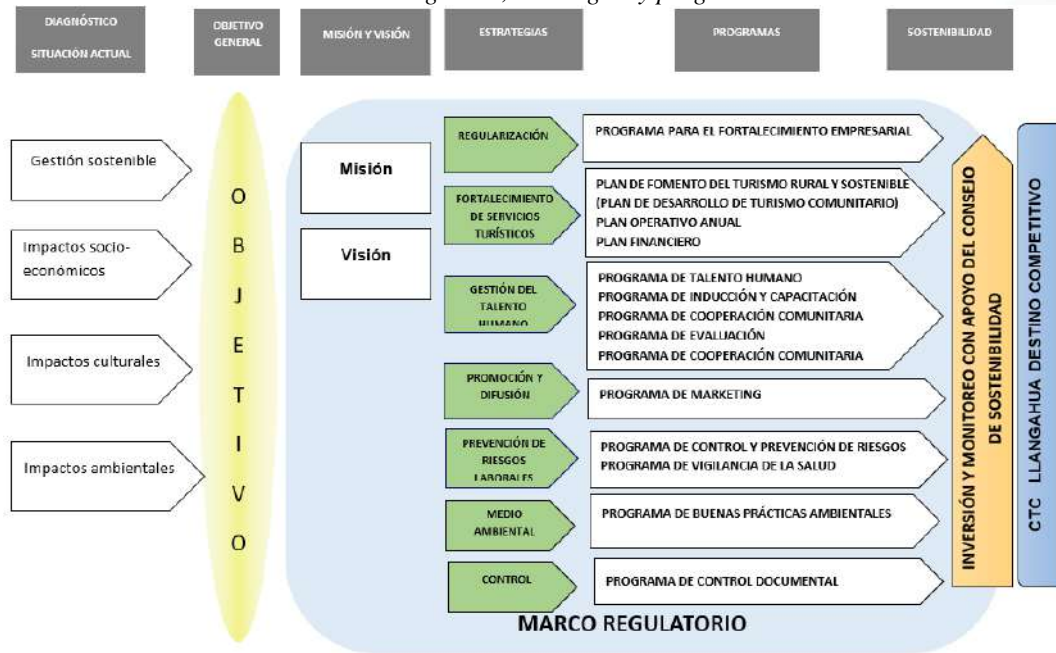 DIAGNÓSTICO
SITUACIÓN ACTUAL
OBJETIVO
GENERAL
MISIÓN Y VISIÓN
ESTRATEGIAS
PROGRAMAS
SOSTENIBILIDAD
Gestión sostenible
Impactos socio-
económicos
Impactos culturales
Impactos ambientales
O
B
J
E
T
I
V
O
Misión
Visión
REGULARIZACIÓN
PROGRAMA PARA EL FORTALECIMIENTO EMPRESARIAL
FORTALECIMIENTO
DE SERVICIOS
TURÍSTICOS
PLAN DE FOMENTO DEL TURISMO RURAL Y SOSTENIBLE
(PLAN DE DESARROLLO DE TURISMO COMUNITARIO)
PLAN OPERATIVO ANUAL
PLAN FINANCIERO
GESTIÓN DEL
TALENTO
HUMANO
PROGRAMA DE TALENTO HUMANO
PROGRAMA DE INDUCCIÓN Y CAPACITACIÓN
PROGRAMA DE COOPERACIÓN COMUNITARIA
PROGRAMA DE EVALUACIÓN
PROGRAMA DE COOPERACIÓN COMUNITARIA
PROMOCIÓN Y
DIFUSIÓN
PROGRAMA DE MARKETING
PREVENCIÓN DE
RIESGOS
LABORALES
PROGRAMA DE CONTROL Y PREVENCIÓN DE RIESGOS
PROGRAMA DE VIGILANCIA DE LA SALUD
MEDIO
AMBIENTAL
PROGRAMA DE BUENAS PRÁCTICAS AMBIENTALES
CONTROL
PROGRAMA DE CONTROL DOCUMENTAL
MARCO REGULATORIO
INVERSIÓN Y MONITOREO CON APOYO DEL CONSEJO
DE SOSTENIBILIDAD
CTC LLANGAHUA DESTINO COMPETITIVO